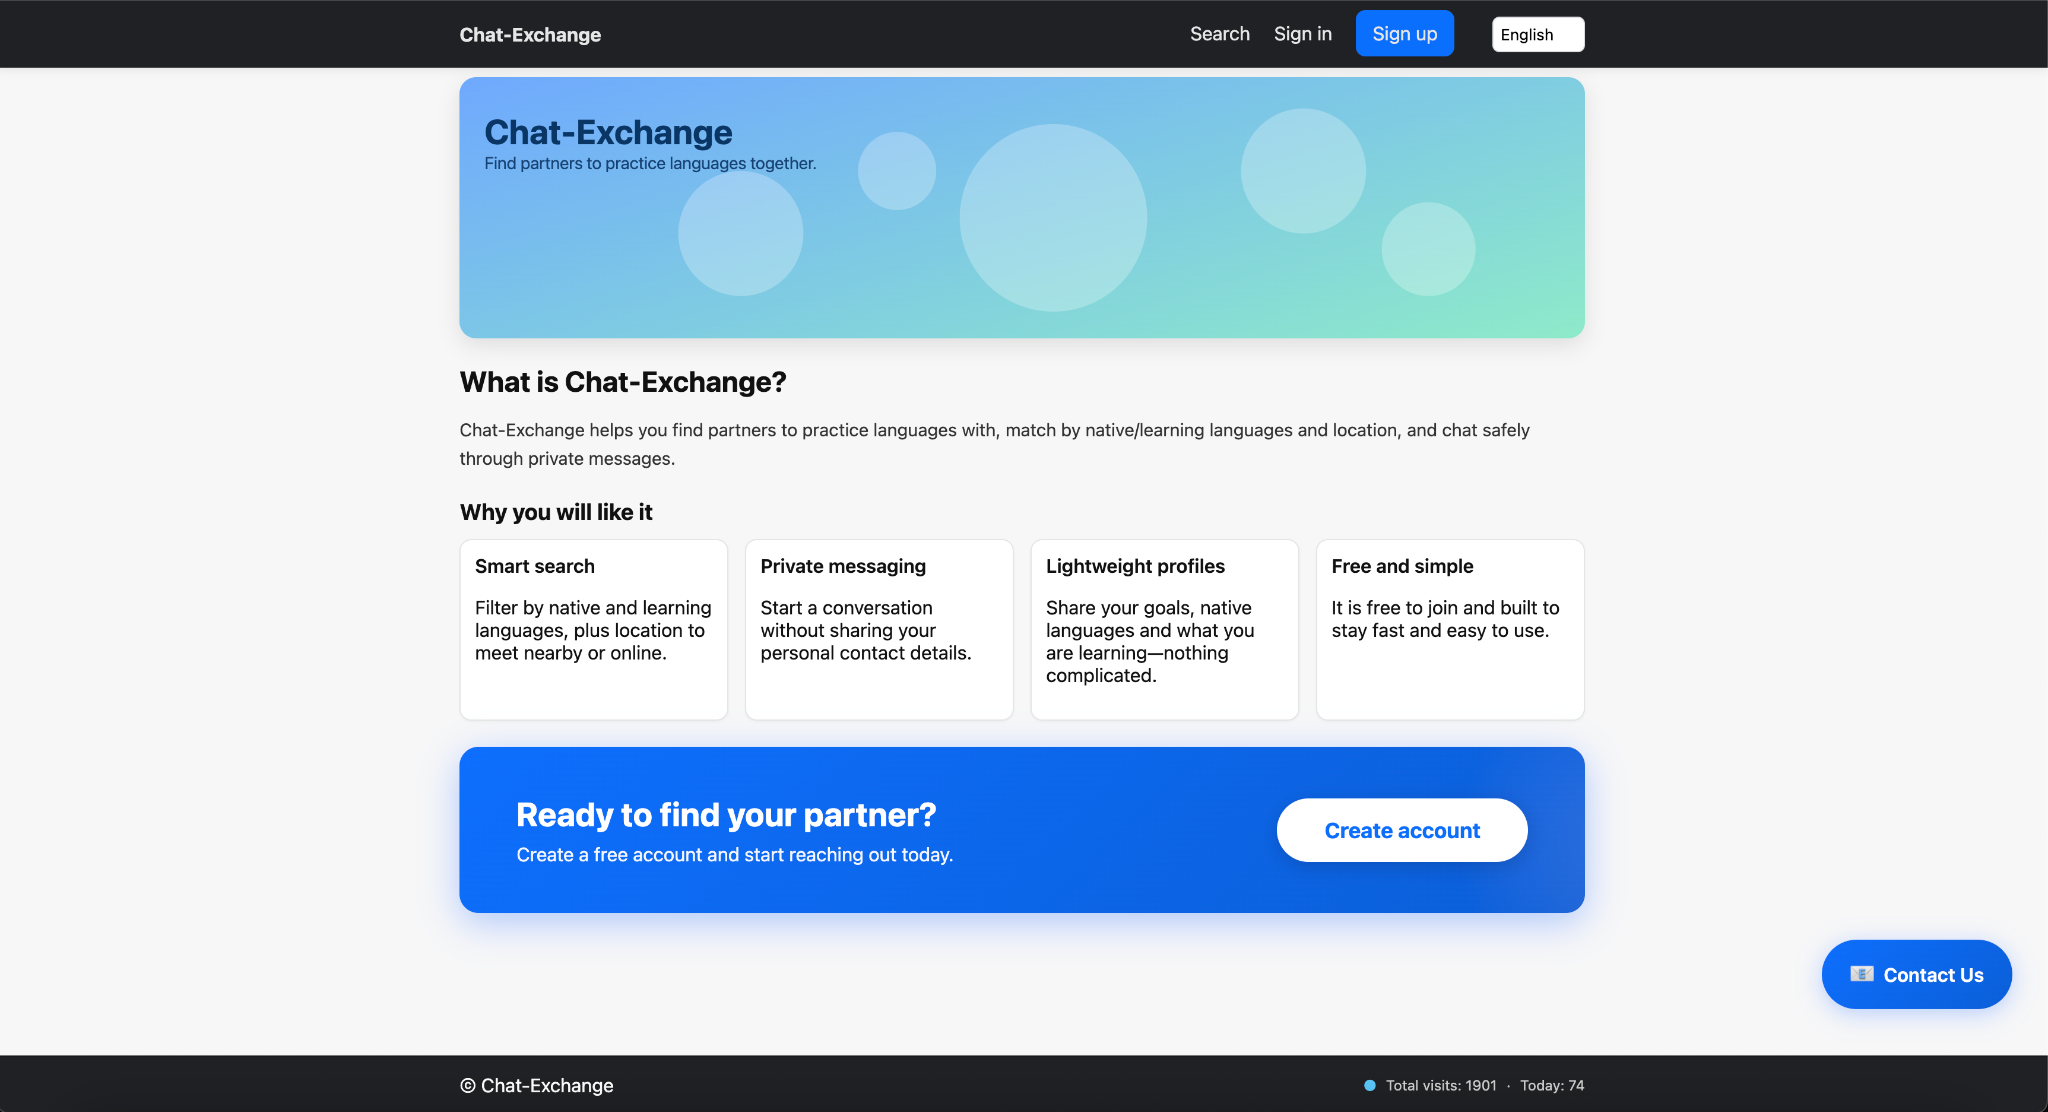 Chat-Exchange
Search
Sign in
Sign up
English
Chat-Exchange
Find partners to practice languages together.
What is Chat-Exchange?
Chat-Exchange helps you find partners to practice languages with, match by native/learning languages and location, and chat safely
through private messages.
Why you will like it
Smart search
Filter by native and learning
languages, plus location to
meet nearby or online.
Private messaging
Start a conversation
without sharing your
personal contact details.
Lightweight profiles
Share your goals, native
languages and what you
are learning—nothing
complicated.
Free and simple
It is free to join and built to
stay fast and easy to use.
Ready to find your partner?
Create a free account and start reaching out today.
Create account
📧 Contact Us
© Chat-Exchange
Total visits: 1901 · Today: 74